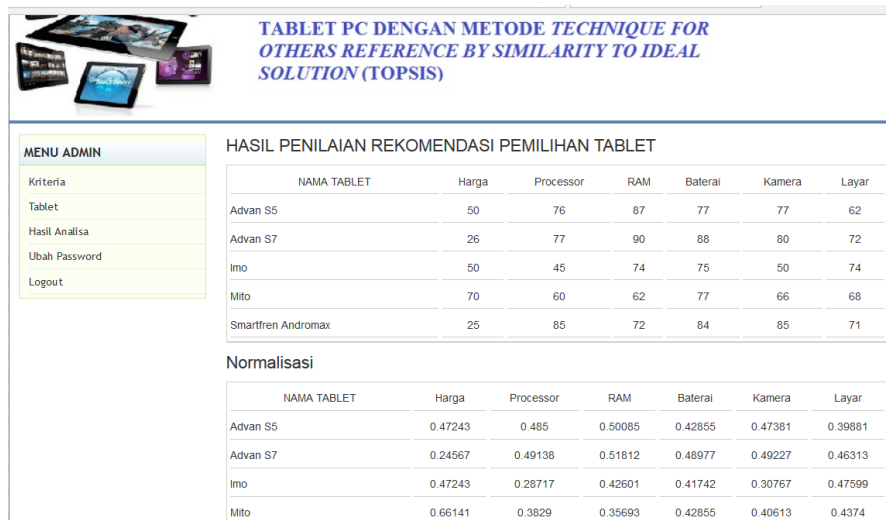 TABLET PC DENGAN METODE TECHNIQUE FOR
OTHERS REFERENCE BY SIMILARITY TO IDEAL
SOLUTION (TOPSIS)
MENU ADMIN
Kriteria
Tablet
Hasil Analisa
Ubah Password
Logout
HASIL PENILAIAN REKOMENDASI PEMILIHAN TABLET
NAMA TABLET Harga Processor RAM Baterai Kamera Layar
Advan S5 50 76 87 77 77 62
Advan S7 26 77 90 88 80 72
Imo 50 45 74 75 50 74
Mito 70 60 62 77 66 68
Smartfren Andromax 25 85 72 84 85 71
Normalisasi
NAMA TABLET Harga Processor RAM Baterai Kamera Layar
Advan S5 0.47243 0.485 0.50085 0.42855 0.47381 0.39881
Advan S7 0.24567 0.49138 0.51812 0.48977 0.49227 0.46313
Imo 0.47243 0.28717 0.42601 0.41742 0.30767 0.47599
Mito 0.66141 0.3829 0.35693 0.42855 0.40613 0.4374